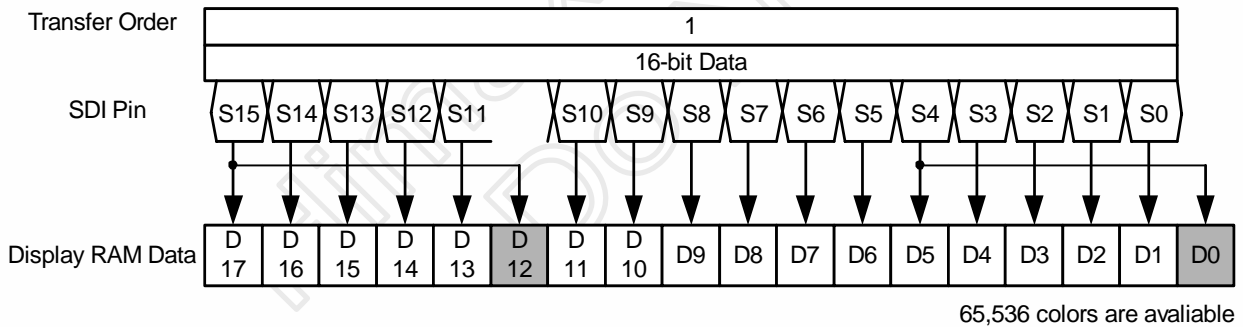 Transfer Order 1
16-bit Data
SDI Pin S15 S14 S13 S12 S11 S10 S9 S8 S7 S6 S5 S4 S3 S2 S1 S0
Display RAM Data D 17 D 16 D 15 D 14 D 13 D 12 D 11 D 10 D9 D8 D7 D6 D5 D4 D3 D2 D1 D0
65,536 colors are avaliable